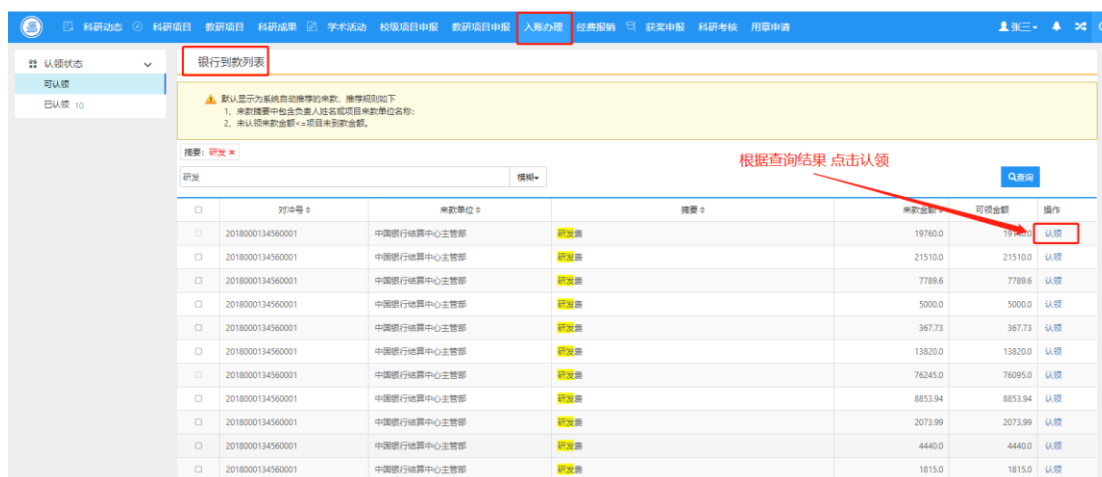 科研动态 科研项目 教研项目 科研成果 学术活动 校级项目申报 教研项目申报 入账办理 经费报销 获奖申报 科研考核 用章申请 张三
认领状态
可认领
已认领 10
银行到款列表
默认显示为系统自动推荐的来款，推荐规则如下
1、来款摘要中包含负责人姓名或项目来款单位名称；
2、未认领来款金额<=项目未到款金额。
摘要：研发 ×
根据查询结果 点击认领
研发 模糊 查询
对冲号 来款单位 摘要 来款金额 可领金额 操作
2018000134560001 中国银行结算中心主管部 研发费 19760.0 认领
2018000134560001 中国银行结算中心主管部 研发费 21510.0 21510.0 认领
2018000134560001 中国银行结算中心主管部 研发费 7789.6 7789.6 认领
2018000134560001 中国银行结算中心主管部 研发费 5000.0 5000.0 认领
2018000134560001 中国银行结算中心主管部 研发费 367.73 367.73 认领
2018000134560001 中国银行结算中心主管部 研发费 13820.0 13820.0 认领
2018000134560001 中国银行结算中心主管部 研发费 76245.0 76095.0 认领
2018000134560001 中国银行结算中心主管部 研发费 8853.94 8853.94 认领
2018000134560001 中国银行结算中心主管部 研发费 2073.99 2073.99 认领
2018000134560001 中国银行结算中心主管部 研发费 4440.0 4440.0 认领
2018000134560001 中国银行结算中心主管部 研发费 1815.0 1815.0 认领